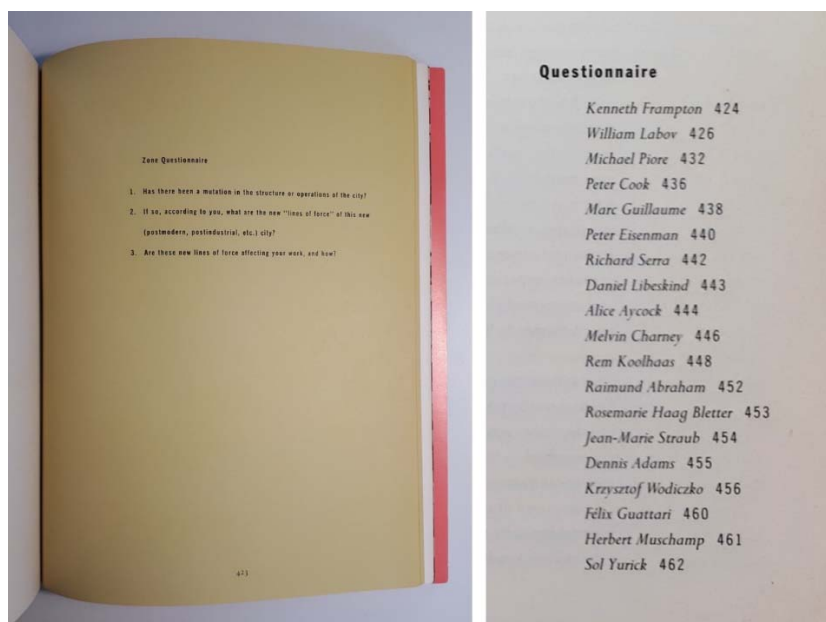 Zone Questionnaire
1. Has there been a mutation in the structure or operations of the city?
2. If so, according to you, what are the new "lines of force" of this new
(postmodern, postindustrial, etc.) city?
3. Are these new lines of force affecting your work, and how?
423
Questionnaire
Kenneth Frampton 424
William Labov 426
Michael Piore 432
Peter Cook 436
Marc Guillaume 438
Peter Eisenman 440
Richard Serra 442
Daniel Libeskind 443
Alice Aycock 444
Melvin Charney 446
Rem Koolhaas 448
Raimund Abraham 452
Rosemarie Haag Bletter 453
Jean-Marie Straub 454
Dennis Adams 455
Krzysztof Wodiczko 456
Félix Guattari 460
Herbert Muschamp 461
Sol Yurick 462